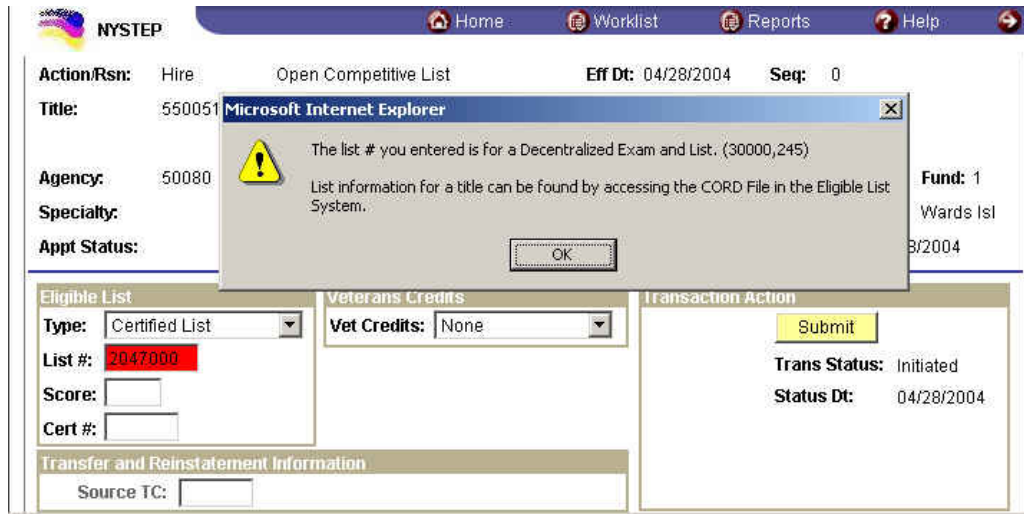 NYSTEP
Home Worklist Reports Help
Action/Rsn: Hire Open Competitive List Eff Dt: 04/28/2004 Seq: 0
Title: 550051
Microsoft Internet Explorer
The list # you entered is for a Decentralized Exam and List. (30000,245)
List information for a title can be found by accessing the CORD File in the Eligible List
System.
OK
Agency: 50080 Fund: 1
Specialty: Wards Isl
Appt Status: 8/2004
Eligible List
Type: Certified List
List #: 2047000
Score:
Cert #:
Veterans Credits
Vet Credits: None
Transaction Action
Submit
Trans Status: Initiated
Status Dt: 04/28/2004
Transfer and Reinstatement Information
Source TC: